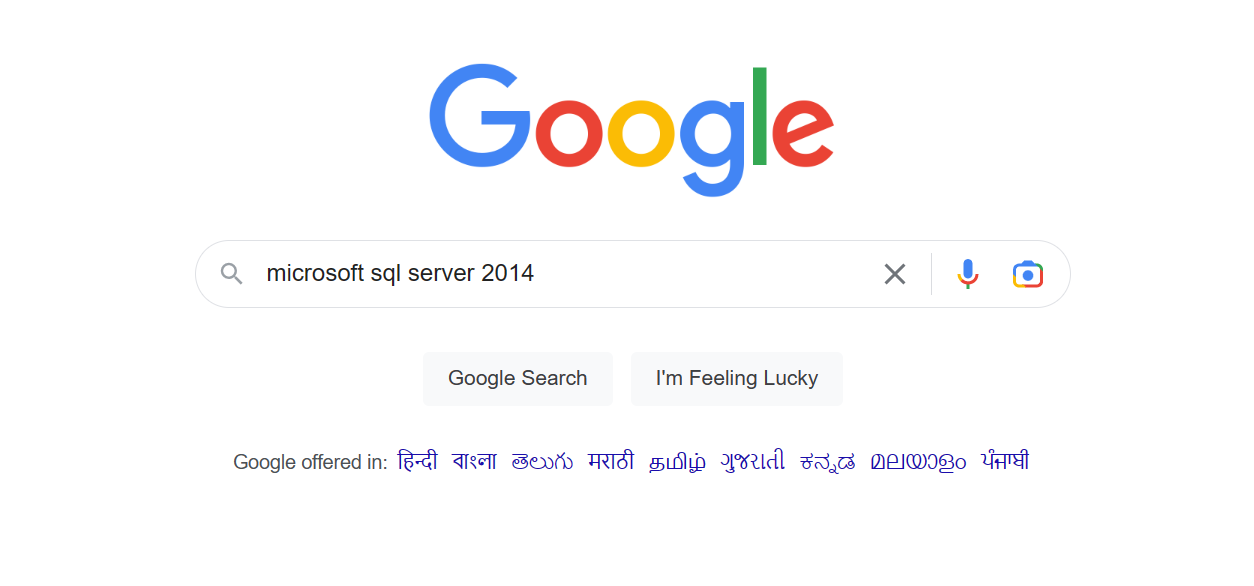 Google
microsoft sql server 2014
Google Search I'm Feeling Lucky
Google offered in: हिन्दी বাংলা తెలుగు मराठी தமிழ் ગુજરાતી ಕನ್ನಡ മലയാളം ਪੰਜਾਬੀ